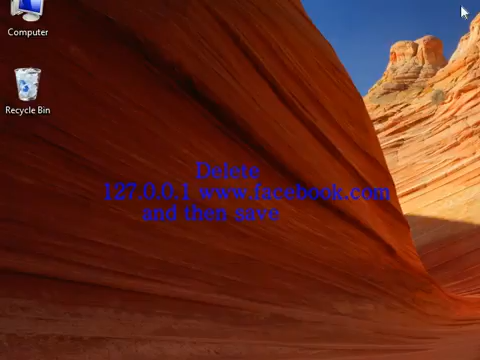 Computer
Recycle Bin
Delete
127.0.0.1 www.facebook.com
and then save